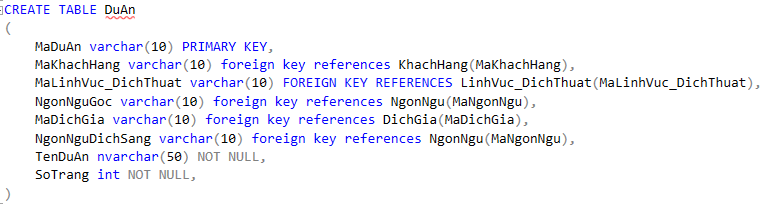 CREATE TABLE DuAn
(
MaDuAn varchar(10) PRIMARY KEY,
MaKhachHang varchar(10) foreign key references KhachHang(MaKhachHang),
MaLinhVuc_DichThuat varchar(10) FOREIGN KEY REFERENCES LinhVuc_DichThuat(MaLinhVuc_DichThuat),
NgonNguGoc varchar(10) foreign key references NgonNgu(MaNgonNgu),
MaDichGia varchar(10) foreign key references DichGia(MaDichGia),
NgonNguDichSang varchar(10) foreign key references NgonNgu(MaNgonNgu),
TenDuAn nvarchar(50) NOT NULL,
SoTrang int NOT NULL,
)